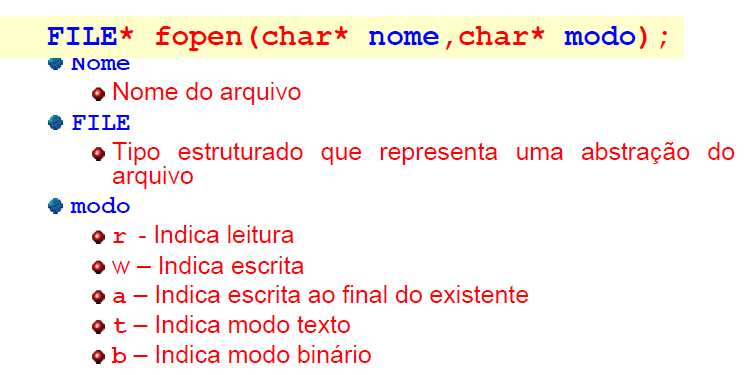 FILE* fopen(char* nome,char* modo);
Nome
Nome do arquivo
FILE
Tipo estruturado que representa uma abstração do
arquivo
modo
r - Indica leitura
w – Indica escrita
a – Indica escrita ao final do existente
t – Indica modo texto
b – Indica modo binário